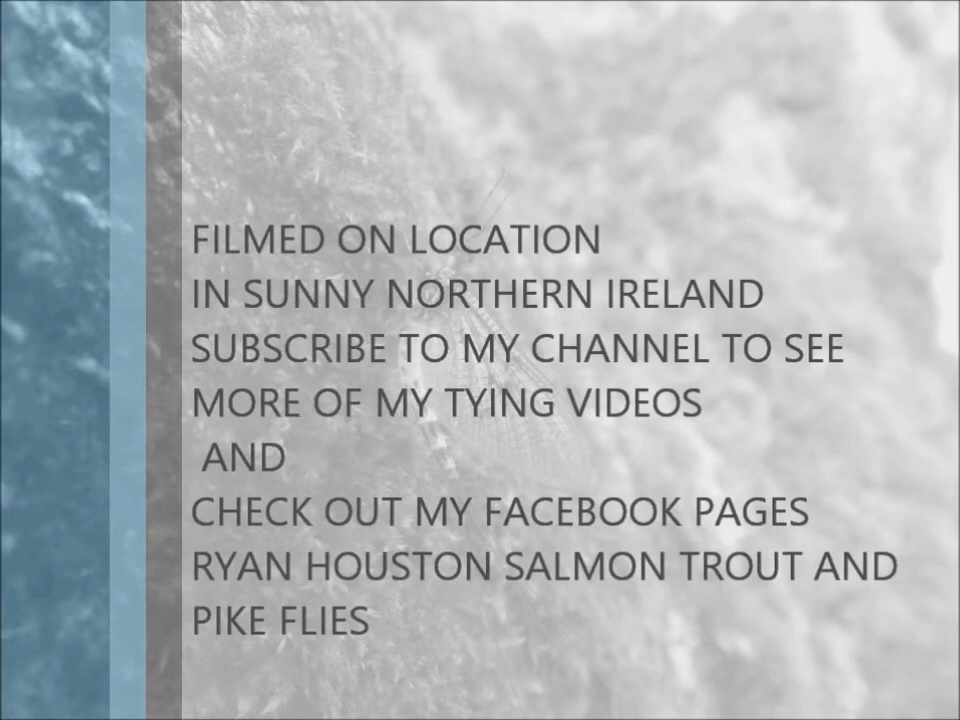 FILMED ON LOCATION
IN SUNNY NORTHERN IRELAND
SUBSCRIBE TO MY CHANNEL TO SEE
MORE OF MY TYING VIDEOS
AND
CHECK OUT MY FACEBOOK PAGES
RYAN HOUSTON SALMON TROUT AND
PIKE FLIES